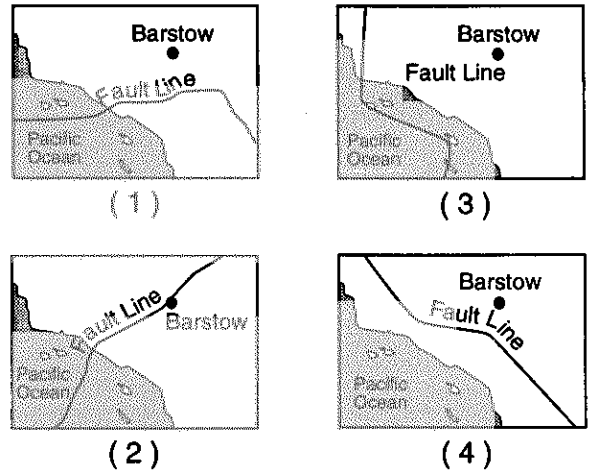 Barstow
Fault Line
Pacific
Ocean
( 1 )
Barstow
Fault Line
Pacific
Ocean
( 3 )
Fault Line
Barstow
Pacific
Ocean
( 2 )
Barstow
Fault Line
Pacific
Ocean
( 4 )